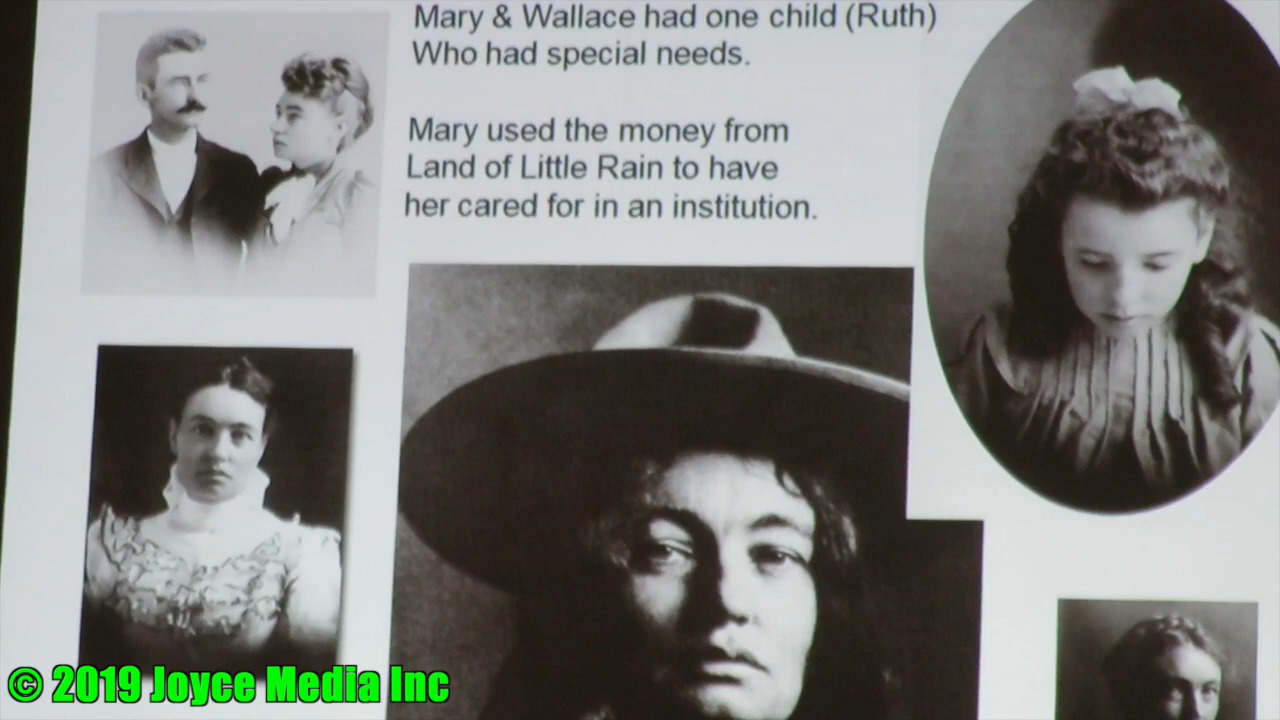 Mary & Wallace had one child (Ruth)
Who had special needs.
Mary used the money from
Land of Little Rain to have
her cared for in an institution.
© 2019 Joyce Media Inc